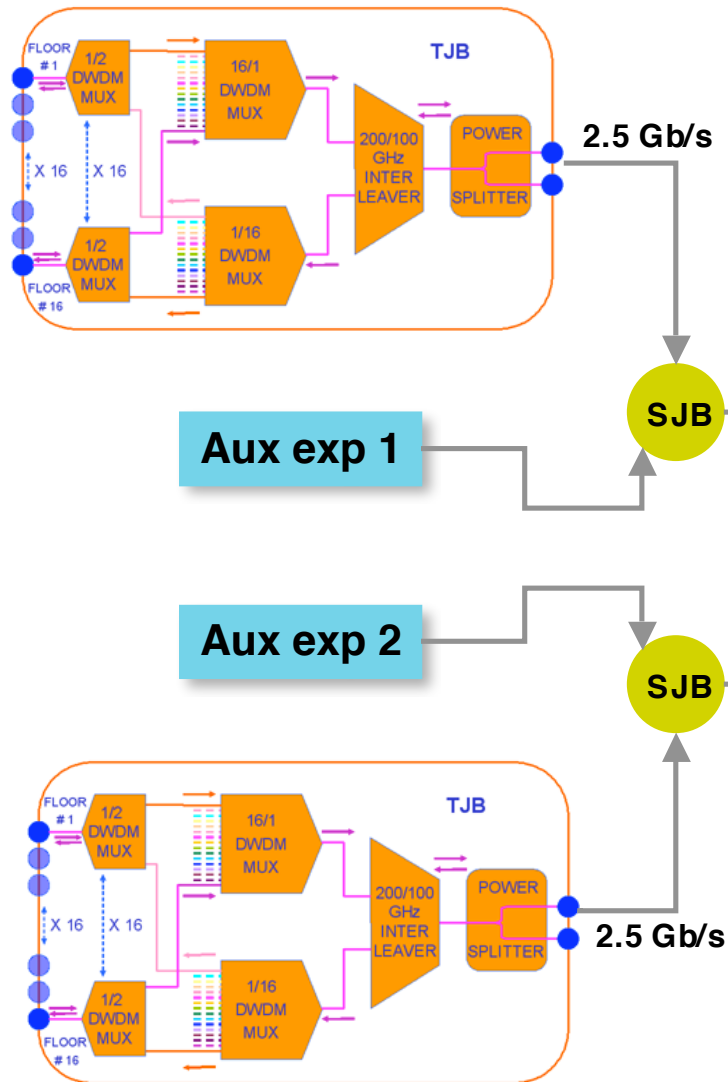 FLOOR
# 1
1/2
DWDM
MUX
16/1
DWDM
MUX
TJB
200/100
GHz
INTER
LEAVER
POWER
SPLITTER
2.5 Gb/s
X 16
X 16
1/2
DWDM
MUX
1/16
DWDM
MUX
FLOOR
# 16
SJB
Aux exp 1
Aux exp 2
SJB
FLOOR
# 1
1/2
DWDM
MUX
16/1
DWDM
MUX
TJB
200/100
GHz
INTER
LEAVER
POWER
SPLITTER
2.5 Gb/s
X 16
X 16
1/2
DWDM
MUX
1/16
DWDM
MUX
FLOOR
# 16